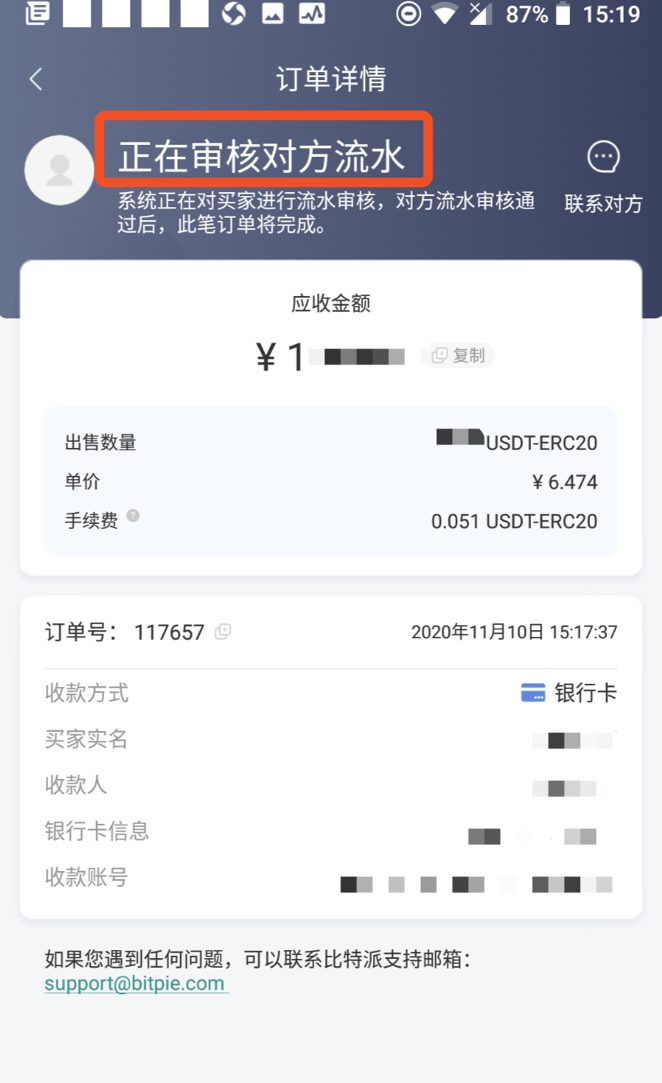 87% 15:19
订单详情
正在审核对方流水
系统正在对买家进行流水审核，对方流水审核通
过后，此笔订单将完成。
联系对方
应收金额
¥ 1
复制
出售数量 USDT-ERC20
单价 ¥ 6.474
手续费 ? 0.051 USDT-ERC20
订单号： 117657 2020年11月10日 15:17:37
收款方式 银行卡
买家实名
收款人
银行卡信息
收款账号
如果您遇到任何问题，可以联系比特派支持邮箱：
support@bitpie.com